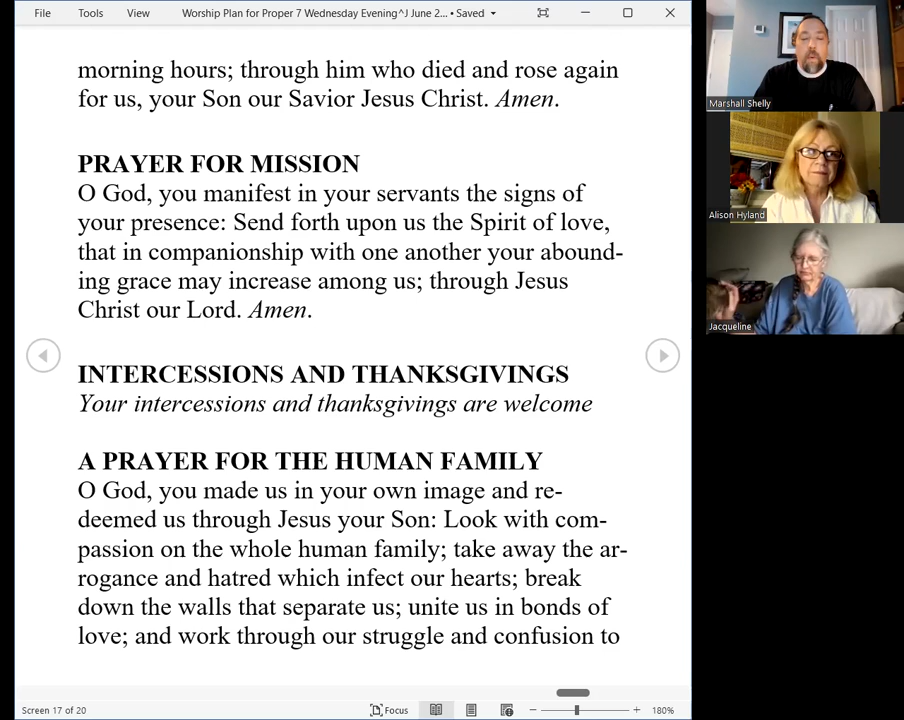 File Tools View Worship Plan for Proper 7 Wednesday Evening^J June 2... • Saved
morning hours; through him who died and rose again
for us, your Son our Savior Jesus Christ. Amen.
PRAYER FOR MISSION
O God, you manifest in your servants the signs of
your presence: Send forth upon us the Spirit of love,
that in companionship with one another your abound-
ing grace may increase among us; through Jesus
Christ our Lord. Amen.
INTERCESSIONS AND THANKSGIVINGS
Your intercessions and thanksgivings are welcome
A PRAYER FOR THE HUMAN FAMILY
O God, you made us in your own image and re-
deemed us through Jesus your Son: Look with com-
passion on the whole human family; take away the ar-
rogance and hatred which infect our hearts; break
down the walls that separate us; unite us in bonds of
love; and work through our struggle and confusion to
Screen 17 of 20 Focus 180%
Marshall Shelly
Alison Hyland
Jacqueline